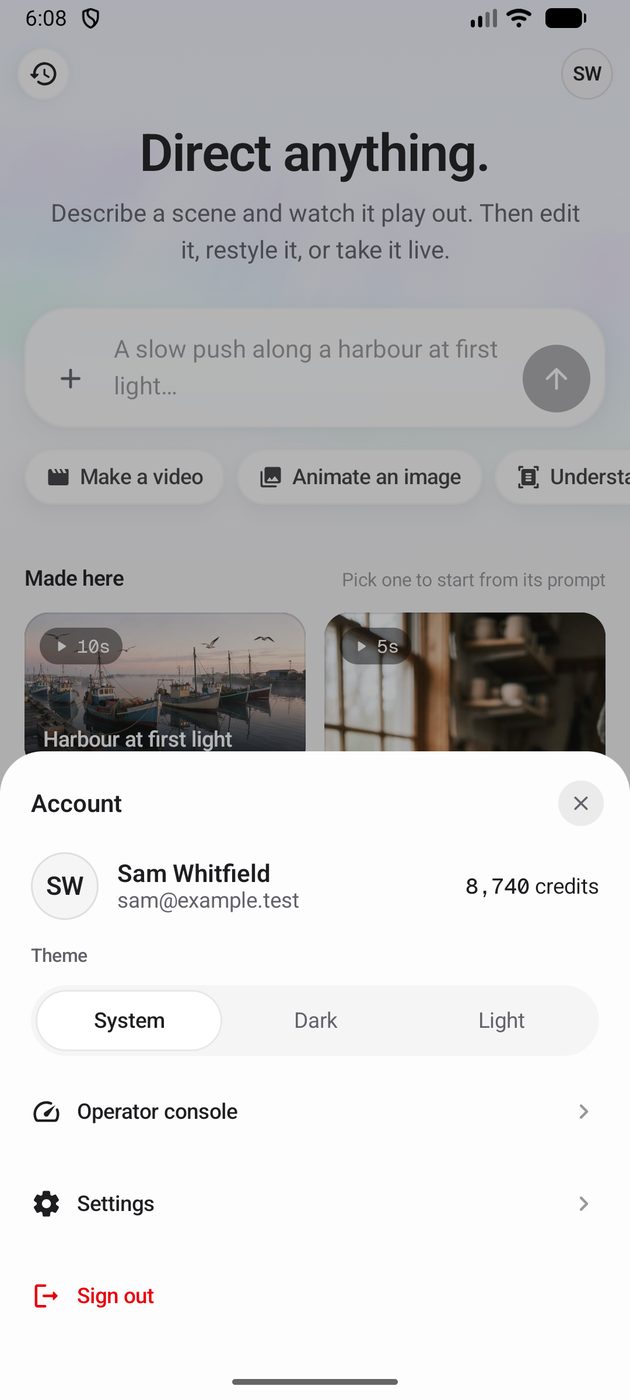 6:08
SW
Direct anything.
Describe a scene and watch it play out. Then edit
it, restyle it, or take it live.
A slow push along a harbour at first
light…
Make a video
Animate an image
Understa
Made here
Pick one to start from its prompt
10s
5s
Harbour at first light
Account
SW
Sam Whitfield
sam@example.test
8,740 credits
Theme
System
Dark
Light
Operator console
Settings
Sign out